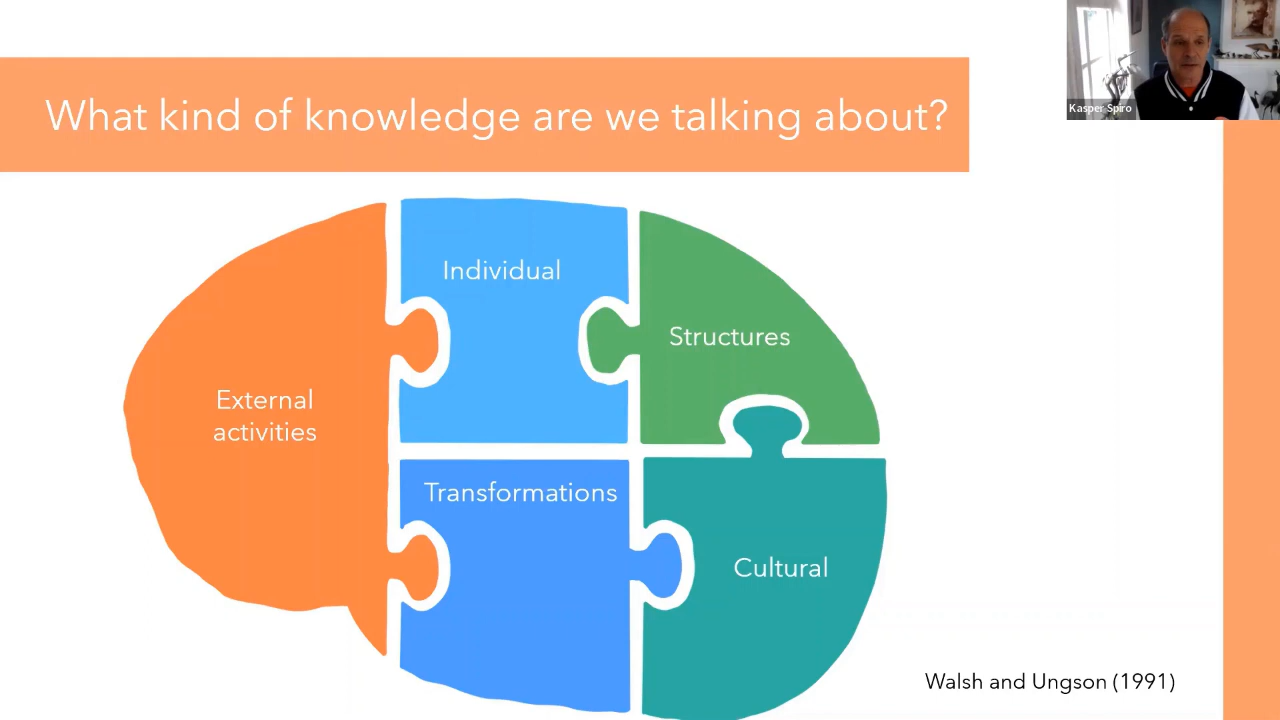 What kind of knowledge are we talking about?
Kasper Spiro
Individual
Structures
External
activities
Transformations
Cultural
Walsh and Ungson (1991)